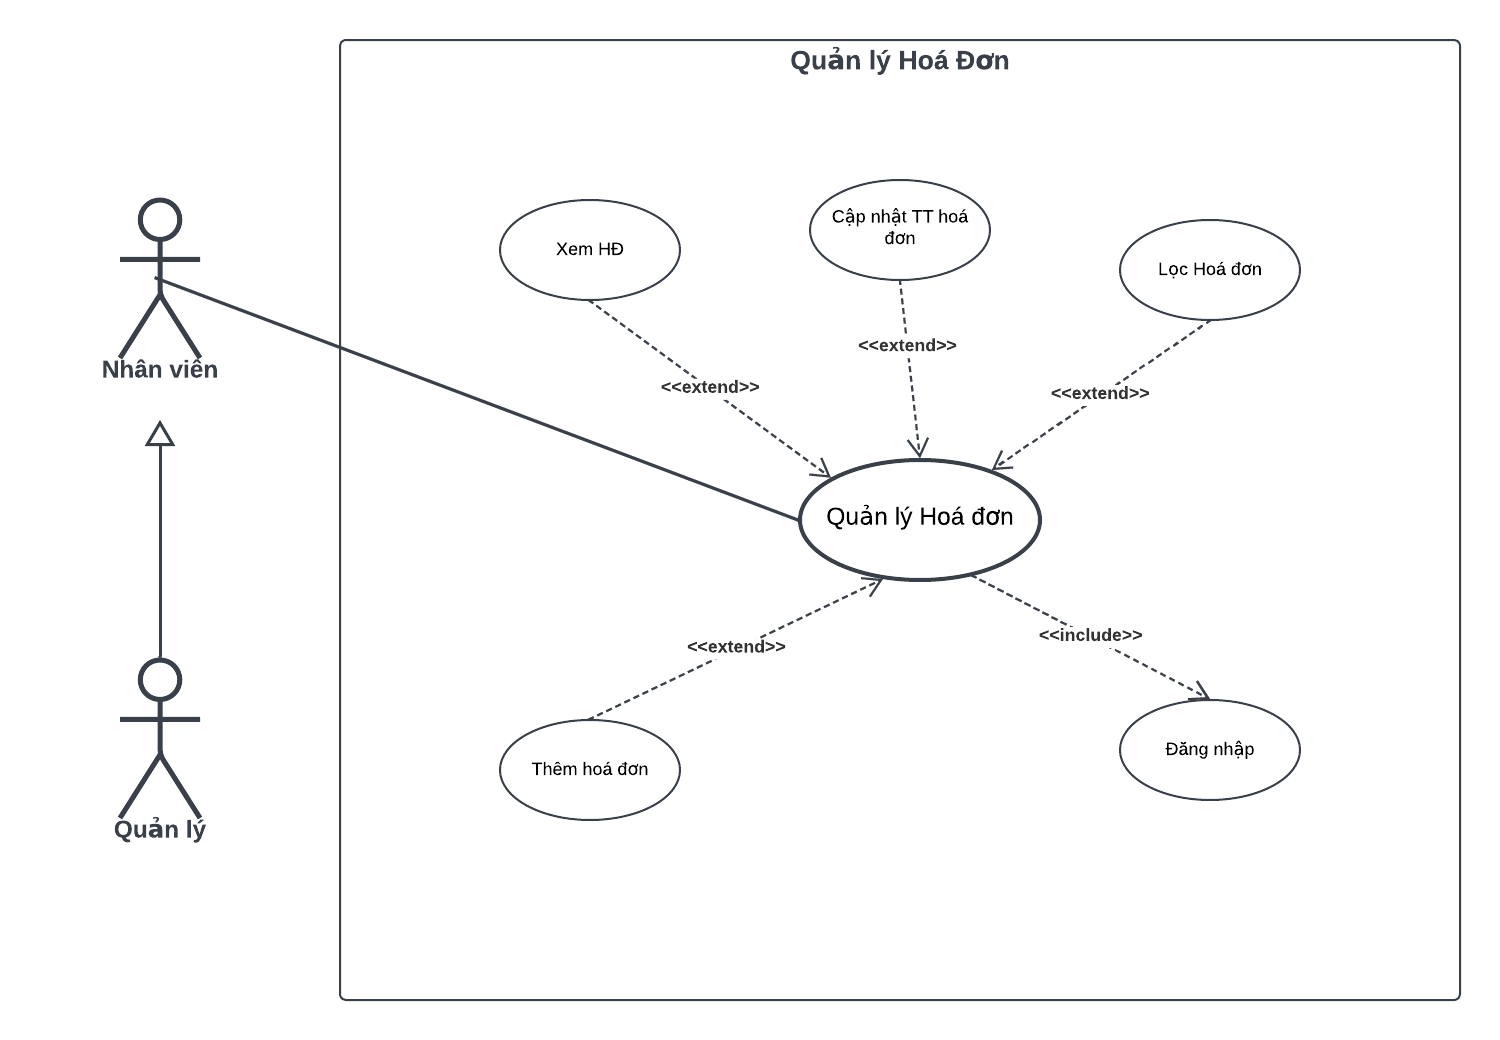 Quản lý Hoá Đơn
Cập nhật TT hoá
đơn
Xem HĐ
Lọc Hoá đơn
<<extend>>
Nhân viên
<<extend>>
<<extend>>
Quản lý Hoá đơn
<<include>>
<<extend>>
Đăng nhập
Thêm hoá đơn
Quản lý